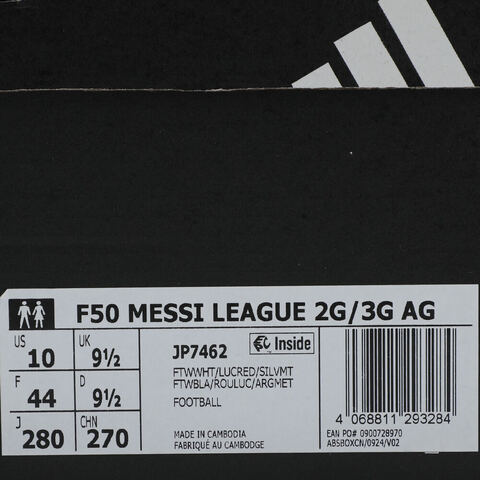 F50 MESSI LEAGUE 2G/3G AG
US 10 UK 9½
F 44 D 9½
J 280 CHN 270
JP7462 Inside
FTWWHT/LUCRED/SILVMT
FTWBLA/ROULUC/ARGMET
FOOTBALL
MADE IN CAMBODIA
FABRIQUÉ AU CAMBODGE
4 068811 293284
EAN PO# 0900728970
ABSBOXCN/0924/V02